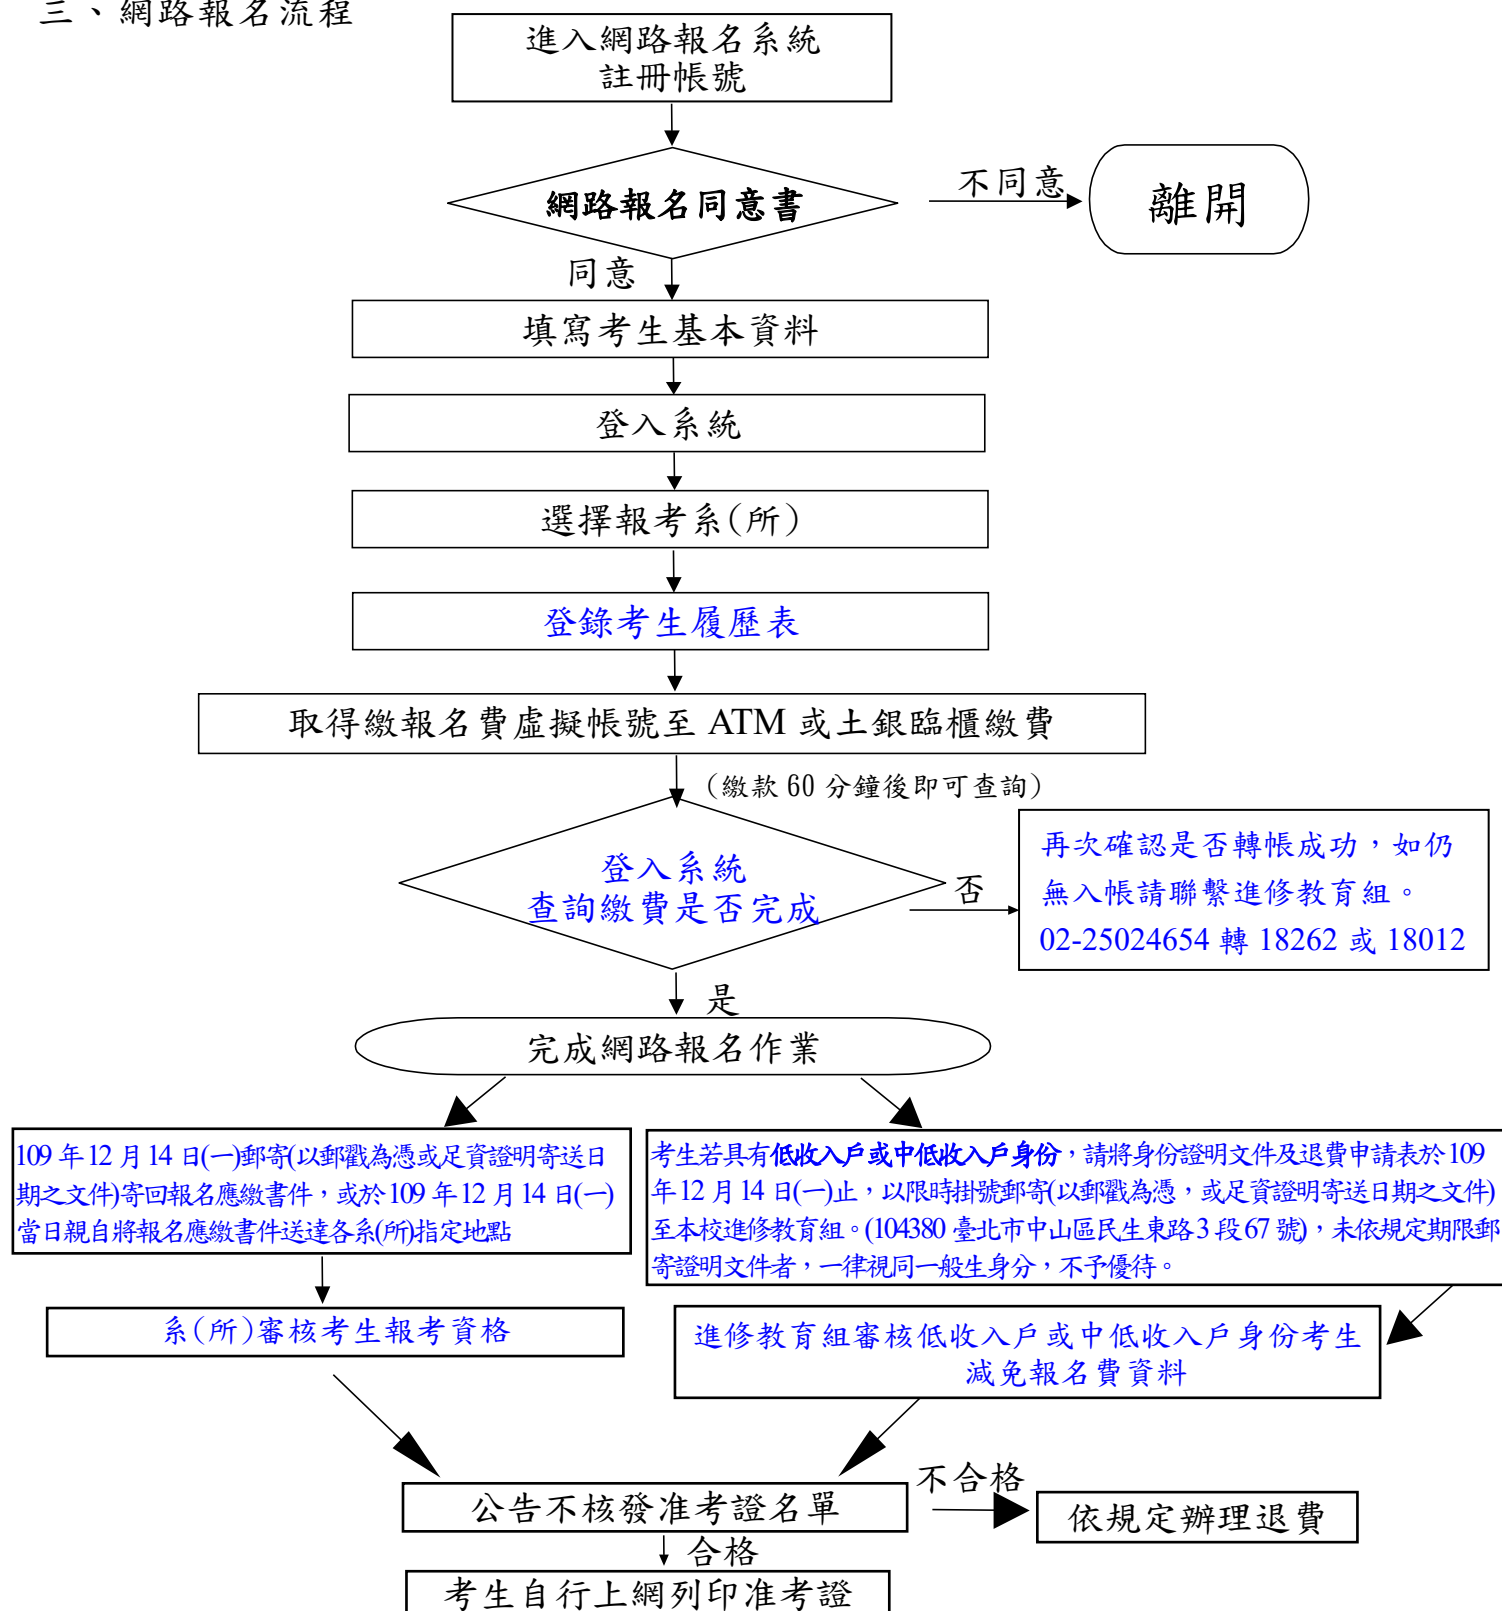 三、網路報名流程
進入網路報名系統
註冊帳號
網路報名同意書
不同意
離開
同意
填寫考生基本資料
登入系統
選擇報考系(所)
登錄考生履歷表
取得繳報名費虛擬帳號至 ATM 或土銀臨櫃繳費
(繳款 60 分鐘後即可查詢)
登入系統
查詢繳費是否完成
否
再次確認是否轉帳成功，如仍
無入帳請聯繫進修教育組。
02-25024654 轉 18262 或 18012
是
完成網路報名作業
109 年 12 月 14 日(一)郵寄(以郵戳為憑或足資證明寄送日
期之文件)寄回報名應繳書件，或於 109 年 12 月 14 日(一)
當日親自將報名應繳書件送達各系(所)指定地點
考生若具有低收入戶或中低收入戶身份，請將身份證明文件及退費申請表於 109
年 12 月 14 日(一)止，以限時掛號郵寄(以郵戳為憑，或足資證明寄送日期之文件)
至本校進修教育組。(104380 臺北市中山區民生東路 3 段 67 號)，未依規定期限郵
寄證明文件者，一律視同一般生身分，不予優待。
系(所)審核考生報考資格
進修教育組審核低收入戶或中低收入戶身份考生
減免報名費資料
公告不核發准考證名單
不合格
依規定辦理退費
合格
考生自行上網列印准考證